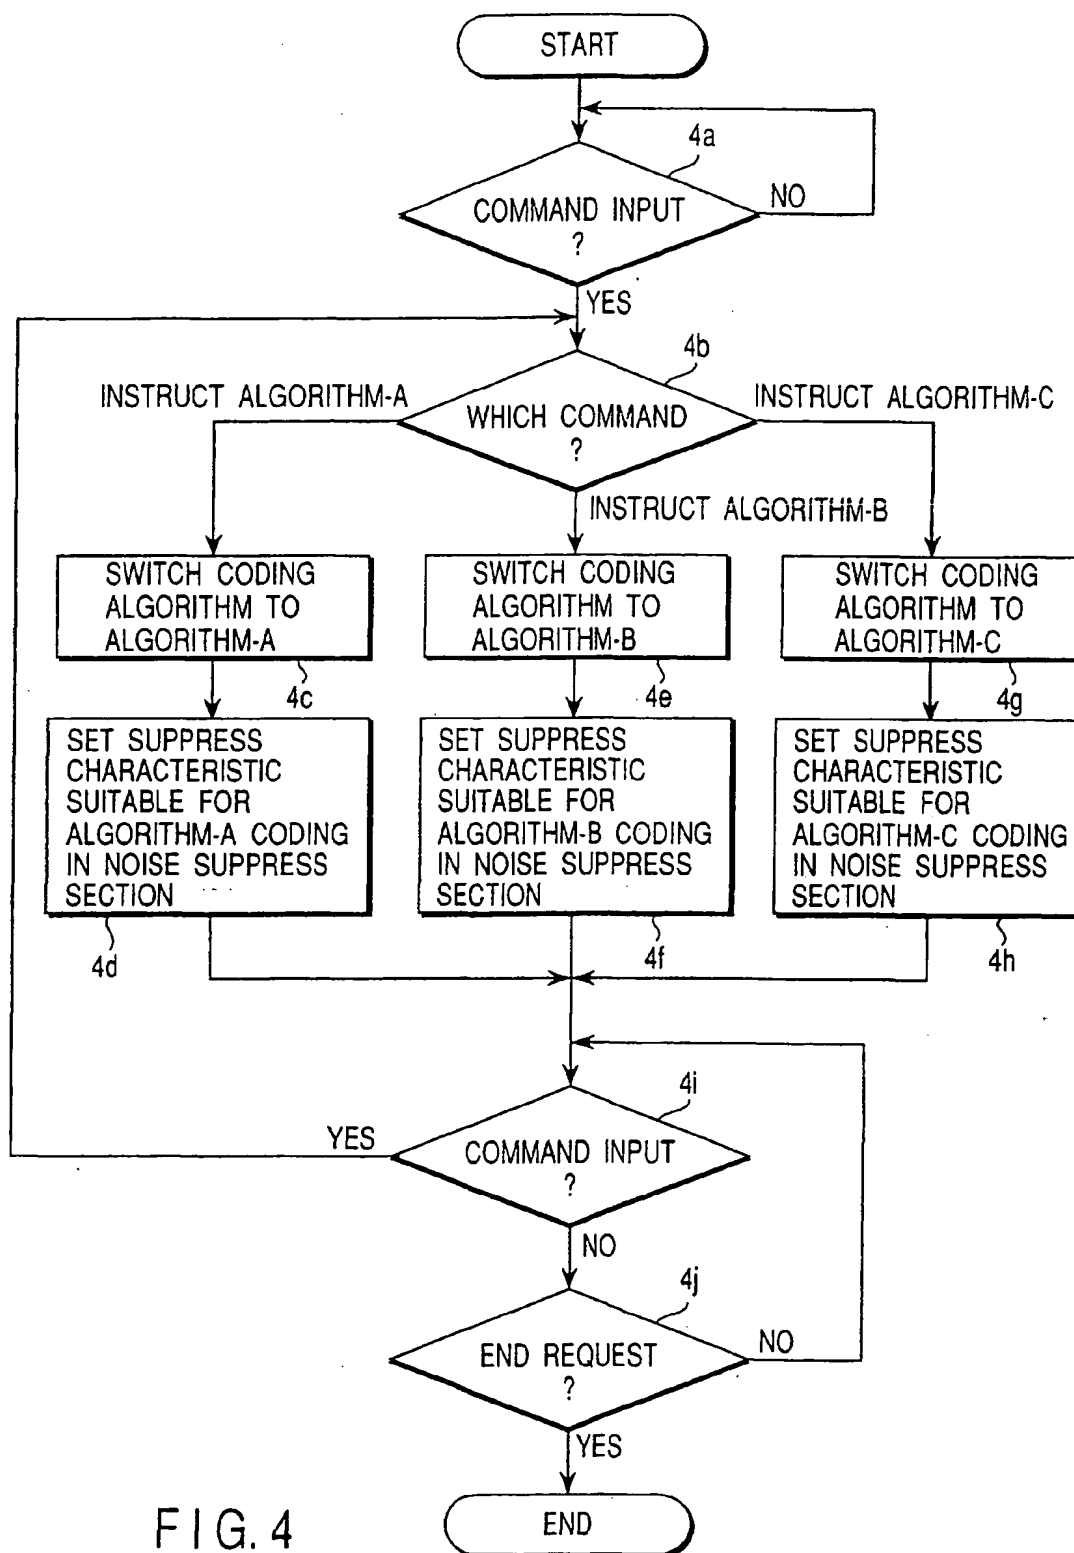 START
4a
COMMAND INPUT
?
NO
YES
4b
INSTRUCT ALGORITHM-A
INSTRUCT ALGORITHM-C
WHICH COMMAND
?
INSTRUCT ALGORITHM-B
SWITCH CODING
ALGORITHM TO
ALGORITHM-A
4c
SWITCH CODING
ALGORITHM TO
ALGORITHM-B
4e
SWITCH CODING
ALGORITHM TO
ALGORITHM-C
4g
SET SUPPRESS
CHARACTERISTIC
SUITABLE FOR
ALGORITHM-A CODING
IN NOISE SUPPRESS
SECTION
4d
SET SUPPRESS
CHARACTERISTIC
SUITABLE FOR
ALGORITHM-B CODING
IN NOISE SUPPRESS
SECTION
4f
SET SUPPRESS
CHARACTERISTIC
SUITABLE FOR
ALGORITHM-C CODING
IN NOISE SUPPRESS
SECTION
4h
4i
YES
COMMAND INPUT
?
NO
4j
END REQUEST
?
NO
YES
END
FIG. 4